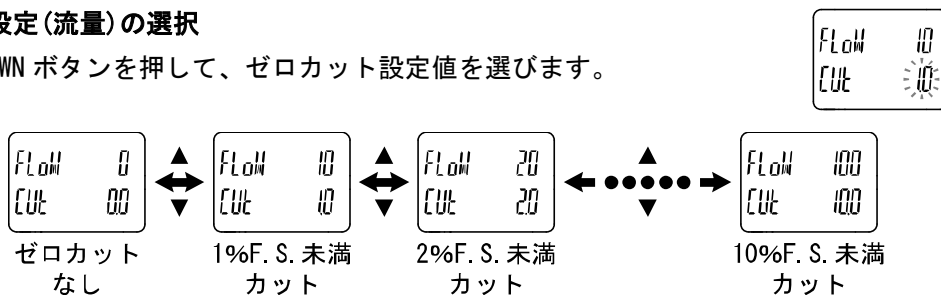 設定(流量)の選択
WN ボタンを押して、ゼロカット設定値を選びます。
FLoW 10
CUt 1.0
FLoW 0
CUt 0.0
ゼロカット
なし
▲
▼
FLoW 10
CUt 1.0
1%F.S.未満
カット
▲
▼
FLoW 20
CUt 2.0
2%F.S.未満
カット
▲
▼
FLoW 100
CUt 10.0
10%F.S.未満
カット